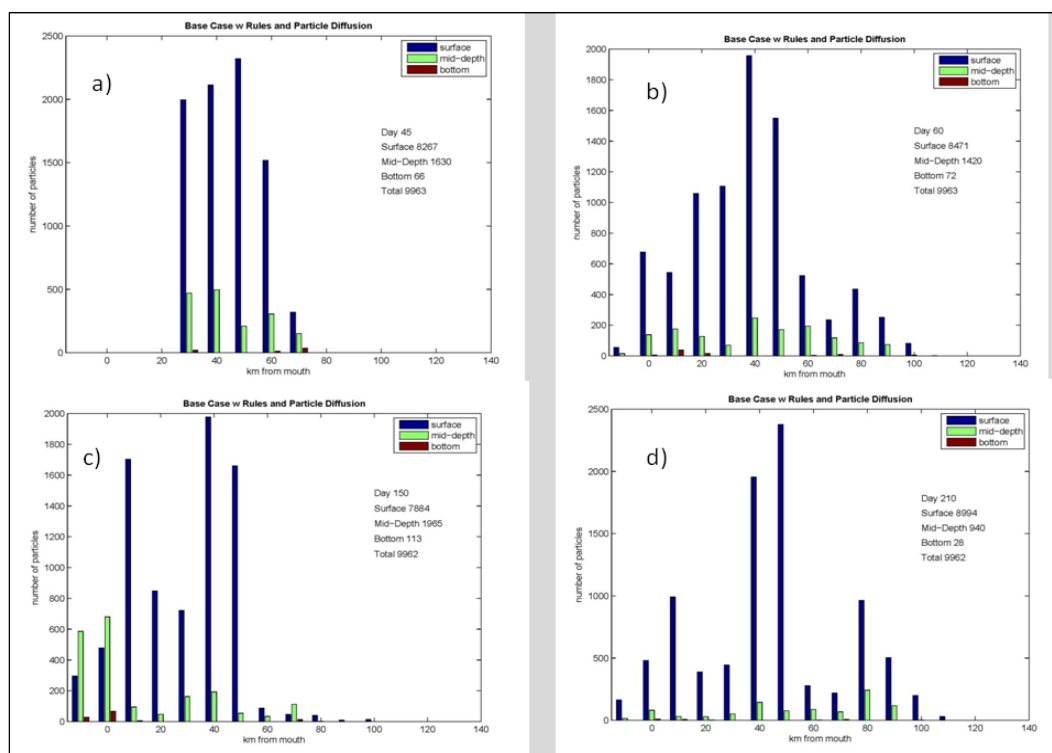 Base Case w Rules and Particle Diffusion
2500
2000
1500
1000
500
0
number of particles
a)
surface
mid-depth
bottom
Day 45
Surface 8267
Mid-Depth 1630
Bottom 66
Total 9963
0 20 40 60 80 100 120 140
km from mouth
Base Case w Rules and Particle Diffusion
2000
1800
1600
1400
1200
1000
800
600
400
200
0
number of particles
b)
surface
mid-depth
bottom
Day 60
Surface 8471
Mid-Depth 1420
Bottom 72
Total 9963
0 20 40 60 80 100 120 140
km from mouth
Base Case w Rules and Particle Diffusion
2000
1800
1600
1400
1200
1000
800
600
400
200
0
number of particles
c)
surface
mid-depth
bottom
Day 150
Surface 7884
Mid-Depth 1965
Bottom 113
Total 9962
0 20 40 60 80 100 120 140
km from mouth
Base Case w Rules and Particle Diffusion
2500
2000
1500
1000
500
0
number of particles
d)
surface
mid-depth
bottom
Day 210
Surface 8994
Mid-Depth 940
Bottom 28
Total 9962
0 20 40 60 80 100 120 140
km from mouth